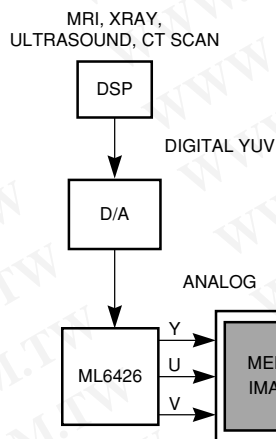 MRI, XRAY,
ULTRASOUND, CT SCAN
DSP
DIGITAL YUV
D/A
ANALOG
Y
ML6426
U
V